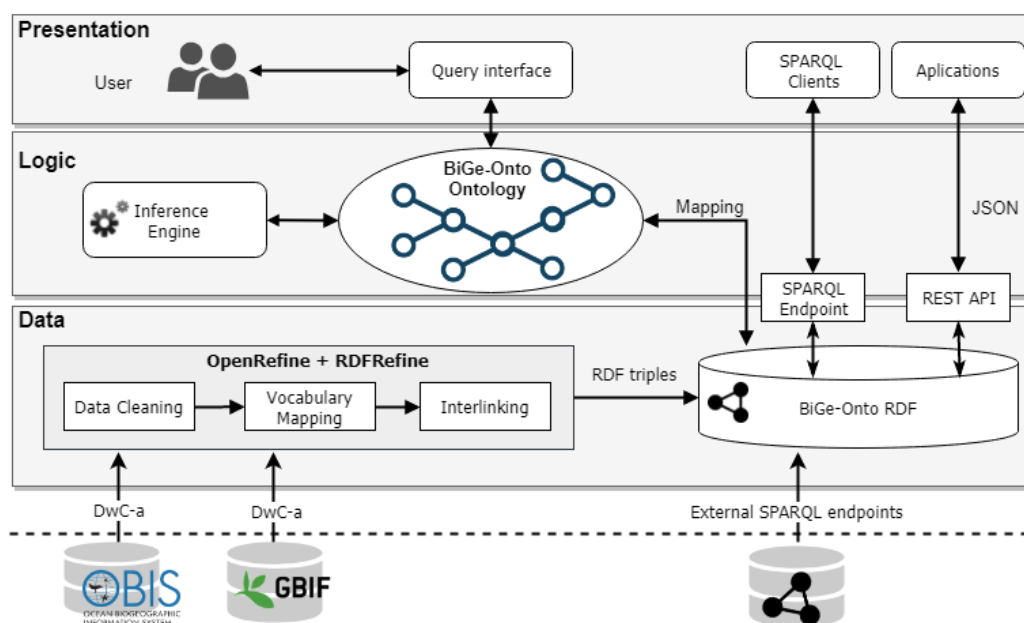 Presentation
User
Query interface
SPARQL
Clients
Aplications
Logic
Inference
Engine
BiGe-Onto
Ontology
Mapping
JSON
SPARQL
Endpoint
REST API
Data
OpenRefine + RDFRefine
Data Cleaning
Vocabulary
Mapping
Interlinking
RDF triples
BiGe-Onto RDF
DwC-a
DwC-a
External SPARQL endpoints
OBIS
OCEAN BIOGEOGRAPHIC
INFORMATION SYSTEM
GBIF